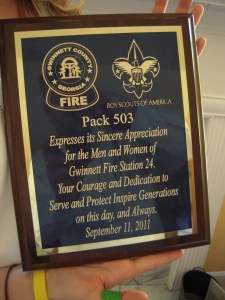 GWINNETT COUNTY
GEORGIA
FIRE
BOY SCOUTS OF AMERICA
Pack 503
Expresses its Sincere Appreciation
for the Men and Women of
Gwinnett Fire Station 24.
Your Courage and Dedication to
Serve and Protect Inspire Generations
on this day, and Always.
September 11, 2011